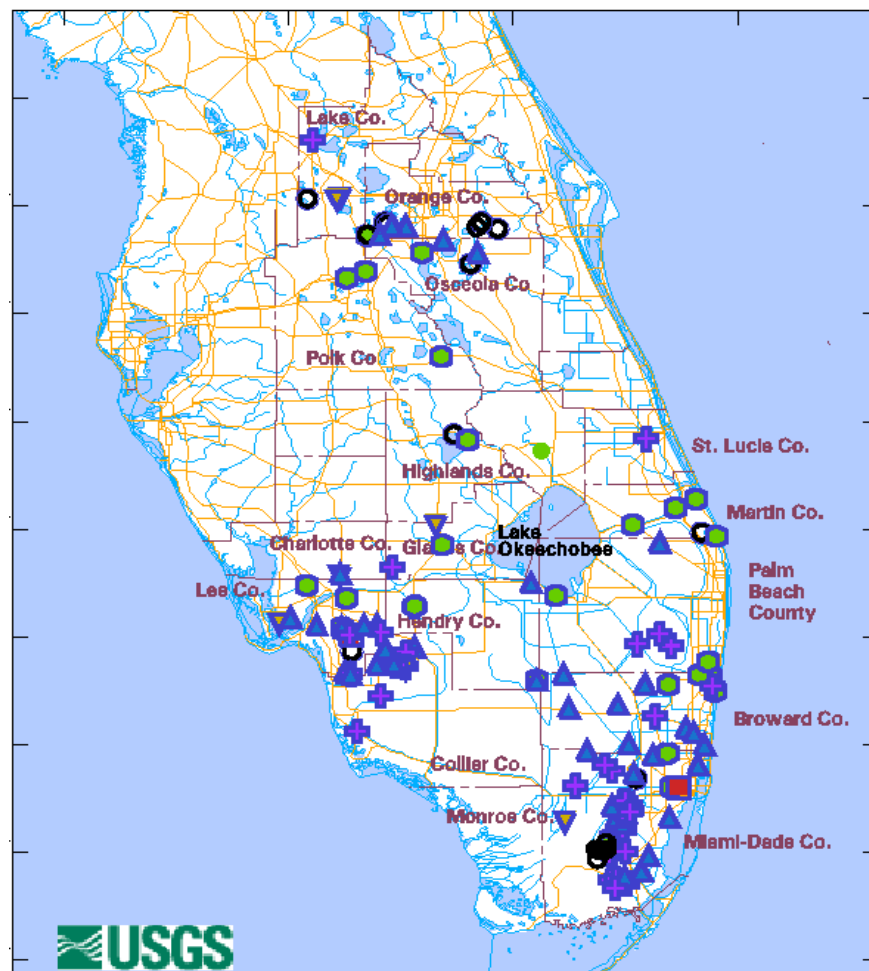 Lake Co.
Orange Co.
Osceola Co
Polk Co.
St. Lucie Co.
Highlands Co.
Martin Co.
Lake
Okeechobee
Charlotte Co.
Glades Co.
Palm
Beach
County
Lee Co.
Hendry Co.
Broward Co.
Collier Co.
Monroe Co.
Miami-Dade Co.
USGS